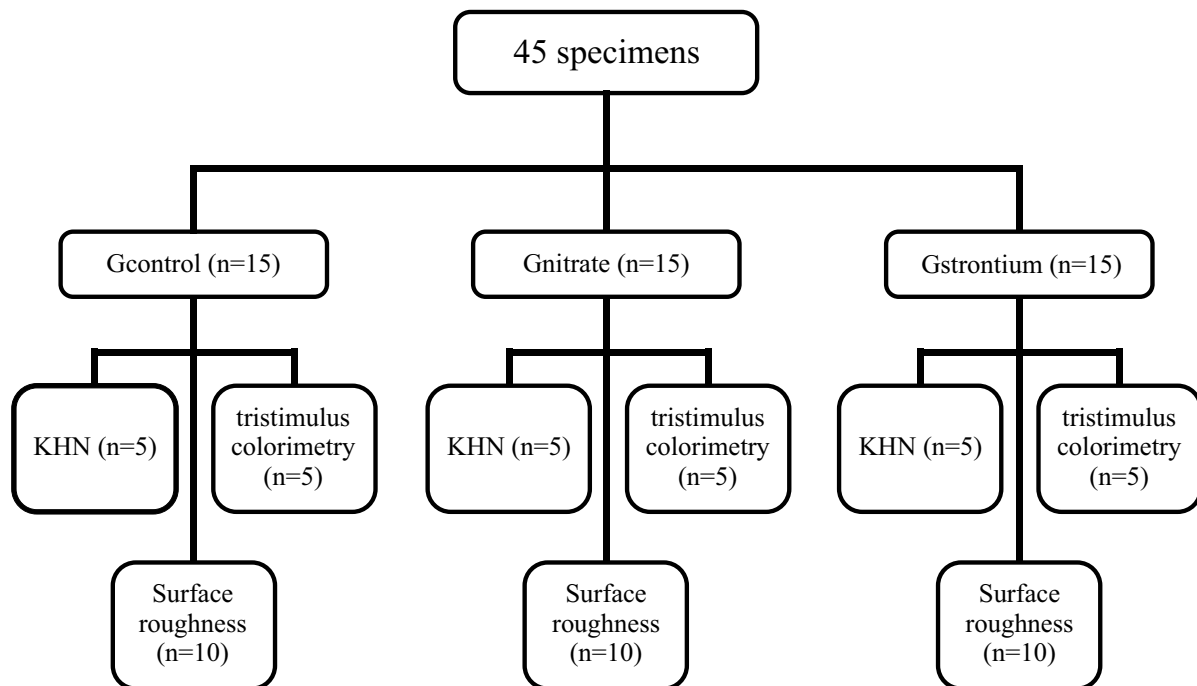 45 specimens
Gcontrol (n=15)
Gnitrate (n=15)
Gstrontium (n=15)
KHN (n=5)
tristimulus
colorimetry
(n=5)
KHN (n=5)
tristimulus
colorimetry
(n=5)
KHN (n=5)
tristimulus
colorimetry
(n=5)
Surface
roughness
(n=10)
Surface
roughness
(n=10)
Surface
roughness
(n=10)